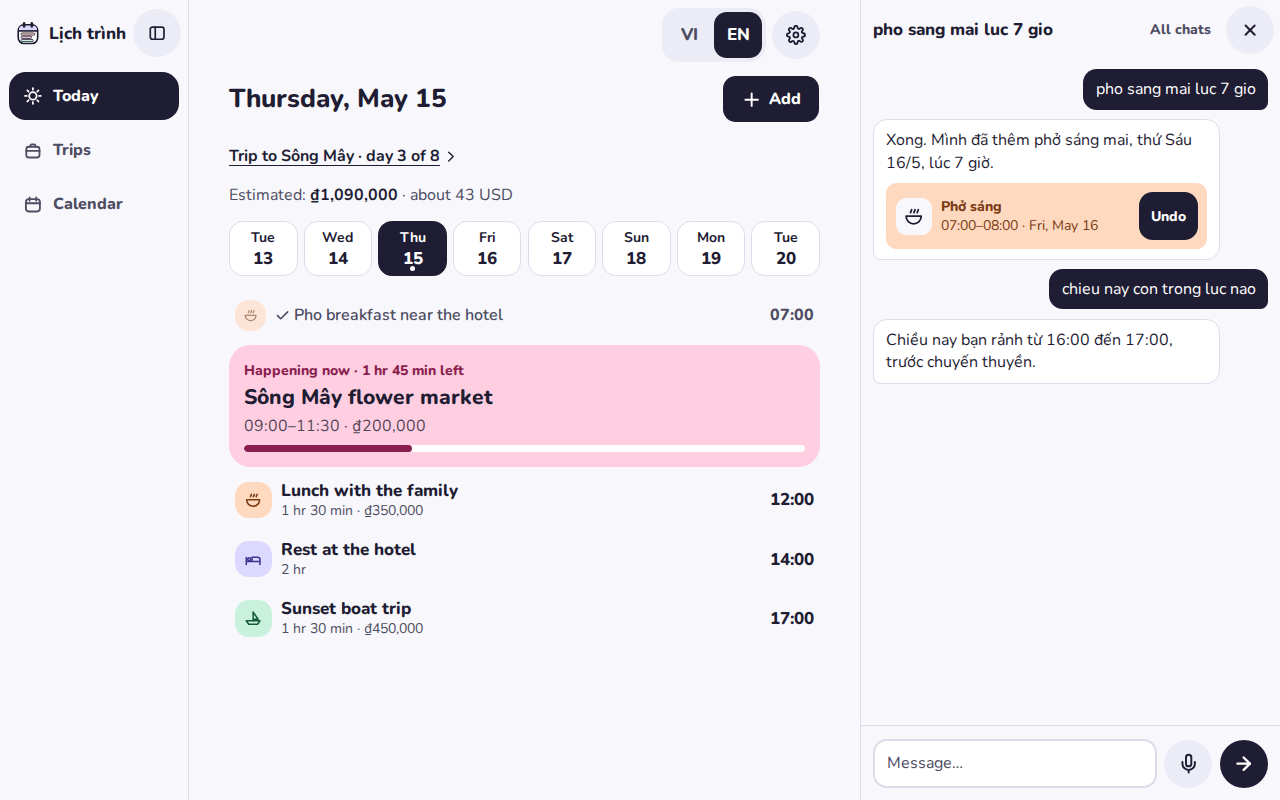 Lịch trình
Today
Trips
Calendar
VI
EN
Thursday, May 15
Add
Trip to Sông Mây · day 3 of 8
Estimated: ₫1,090,000 · about 43 USD
Tue
13
Wed
14
Thu
15
Fri
16
Sat
17
Sun
18
Mon
19
Tue
20
Pho breakfast near the hotel
07:00
Happening now · 1 hr 45 min left
Sông Mây flower market
09:00–11:30 · ₫200,000
Lunch with the family
1 hr 30 min · ₫350,000
12:00
Rest at the hotel
2 hr
14:00
Sunset boat trip
1 hr 30 min · ₫450,000
17:00
pho sang mai luc 7 gio
All chats
pho sang mai luc 7 gio
Xong. Mình đã thêm phở sáng mai, thứ Sáu
16/5, lúc 7 giờ.
Phở sáng
07:00–08:00 · Fri, May 16
Undo
chieu nay con trong luc nao
Chiều nay bạn rảnh từ 16:00 đến 17:00,
trước chuyến thuyền.
Message...